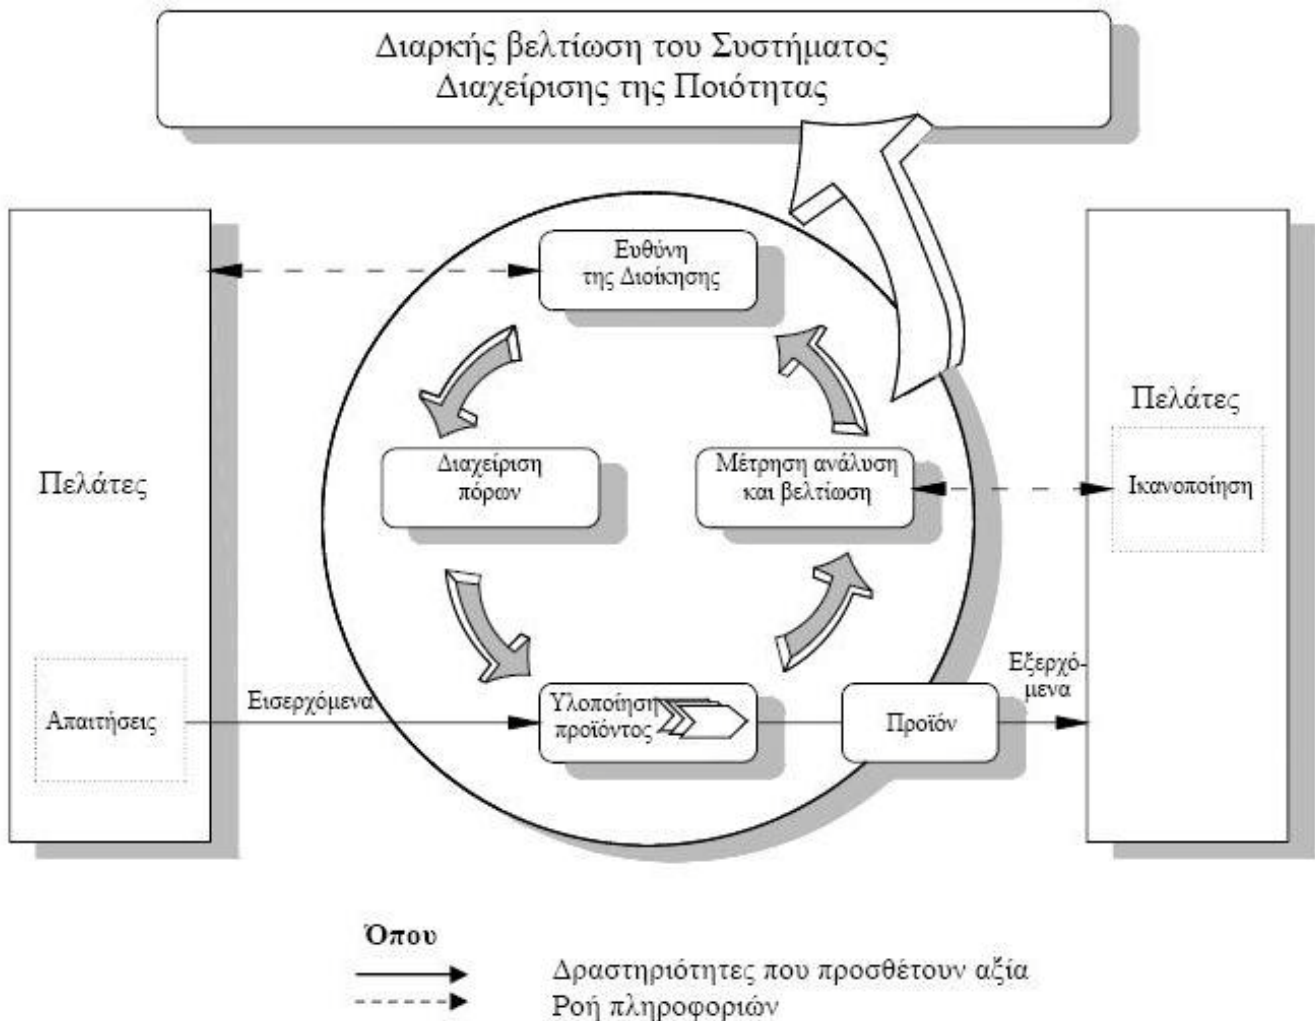 Διαρκής βελτίωση του Συστήματος
Διαχείρισης της Ποιότητας
Ευθύνη
της Διοίκησης
Πελάτες
Διαχείριση
πόρων
Μέτρηση ανάλυση
και βελτίωση
Πελάτες
Ικανοποίηση
Απαιτήσεις
Εισερχόμενα
Υλοποίηση
προϊόντος
Προϊόν
Εξερχό-
μενα
Όπου
Δραστηριότητες που προσθέτουν αξία
Ροή πληροφοριών